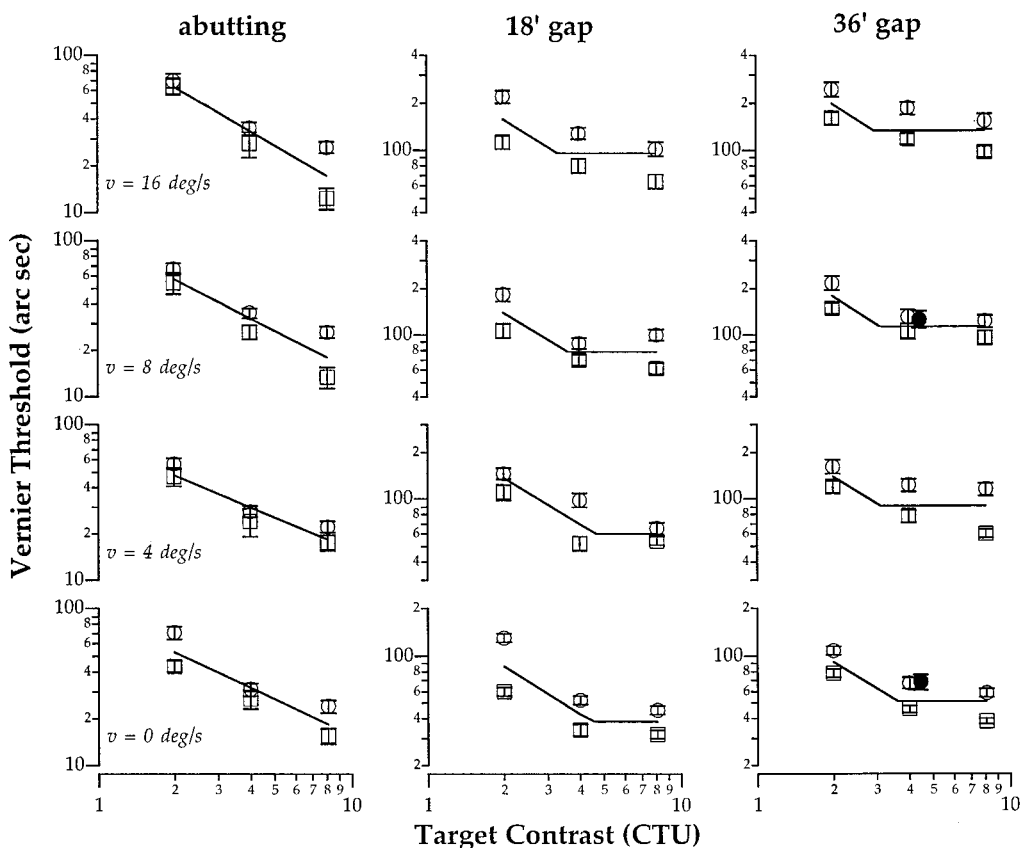 abutting 18' gap 36' gap
Vernier Threshold (arc sec)
100 8 6 4 2 10
v = 16 deg/s
4 2 100 8 6 4
4 2 100 8 6 4
100 8 6 4 2 10
v = 8 deg/s
4 2 100 8 6 4
4 2 100 8 6 4
100 8 6 4 2 10
v = 4 deg/s
2 100 8 6 4
2 100 8 6 4
100 8 6 4 2 10
v = 0 deg/s
2 100 8 6 4 2
2 100 8 6 4 2
1 2 3 4 5 6 7 8 9 10
1 2 3 4 5 6 7 8 9 10
1 2 3 4 5 6 7 8 9 10
Target Contrast (CTU)